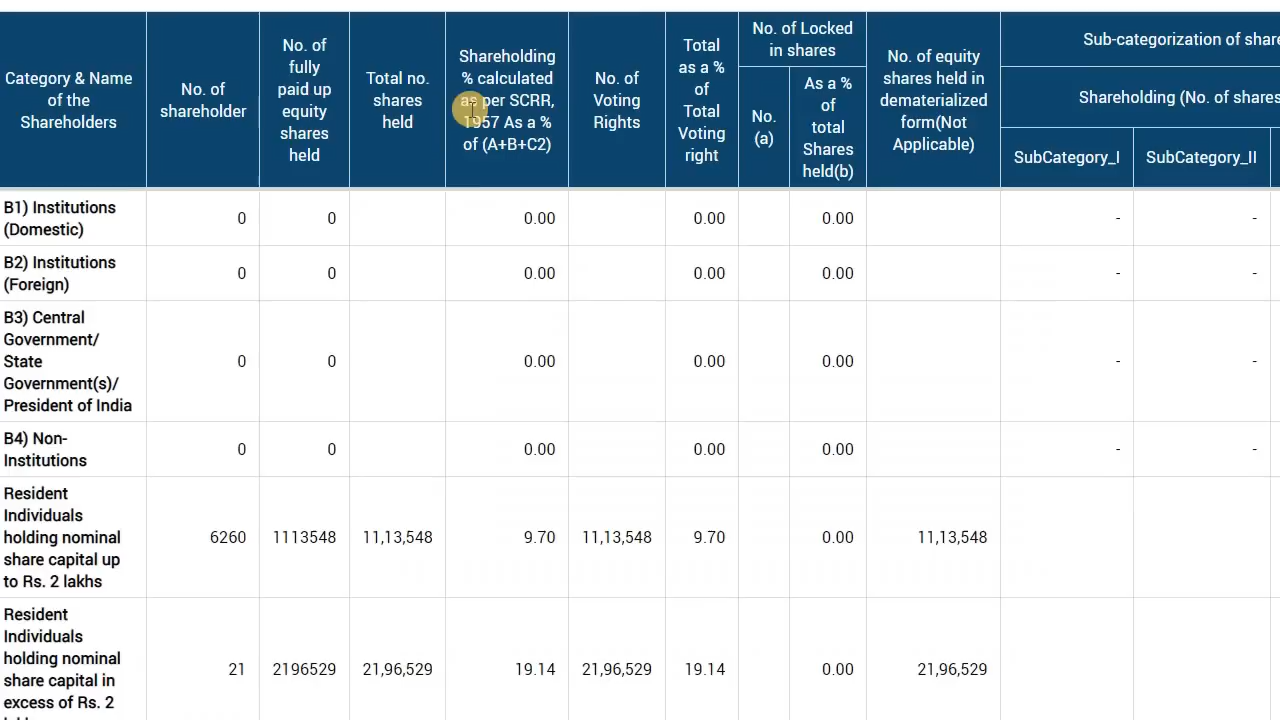 Category & Name
of the
Shareholders
No. of
shareholder
No. of
fully
paid up
equity
shares
held
Total no.
shares
held
Shareholding
% calculated
as per SCRR,
1957 As a %
of (A+B+C2)
No. of
Voting
Rights
Total
as a %
of
Total
Voting
right
No. of Locked
in shares
No.
(a)
As a %
of
total
Shares
held(b)
No. of equity
shares held in
dematerialized
form(Not
Applicable)
Sub-categorization of
Shareholding (No. of shares
SubCategory_I
SubCategory_II
B1) Institutions
(Domestic)
0
0
0.00
0.00
0.00
-
-
B2) Institutions
(Foreign)
0
0
0.00
0.00
0.00
-
-
B3) Central
Government/
State
Government(s)/
President of India
0
0
0.00
0.00
0.00
-
-
B4) Non-
Institutions
0
0
0.00
0.00
0.00
-
-
Resident
Individuals
holding nominal
share capital up
to Rs. 2 lakhs
6260
1113548
11,13,548
9.70
11,13,548
9.70
0.00
11,13,548
Resident
Individuals
holding nominal
share capital in
excess of Rs. 2
21
2196529
21,96,529
19.14
21,96,529
19.14
0.00
21,96,529